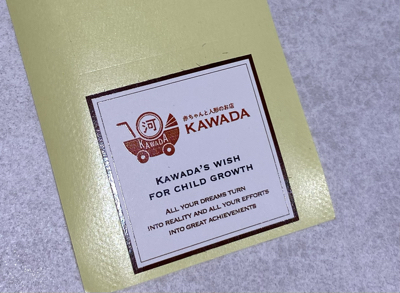 河
KAWADA
赤ちゃんと人形のお店
KAWADA
KAWADA'S WISH
FOR CHILD GROWTH
ALL YOUR DREAMS TURN
INTO REALITY AND ALL YOUR EFFORTS
INTO GREAT ACHIEVEMENTS